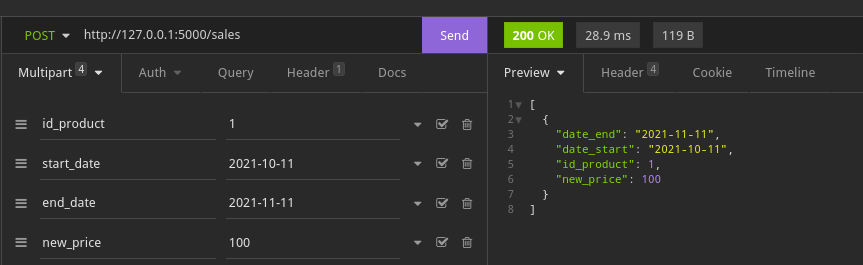 POST http://127.0.0.1:5000/sales Send 200 OK 28.9 ms 119 B
Multipart 4 Auth Query Header 1 Docs Preview Header 4 Cookie Timeline
id_product 1
start_date 2021-10-11
end_date 2021-11-11
new_price 100
1 [
2 {
3 "date_end": "2021-11-11",
4 "date_start": "2021-10-11",
5 "id_product": 1,
6 "new_price": 100
7 }
8 ]